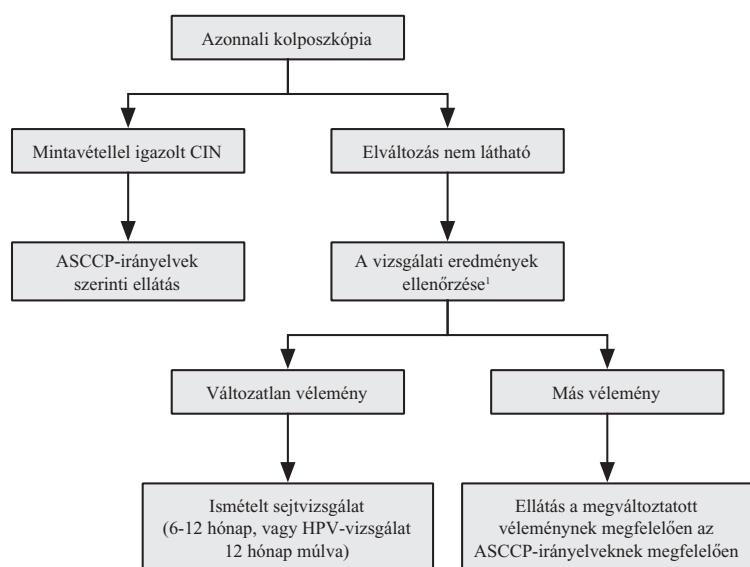 Azonnali kolposzkópia
Mintavétellel igazolt CIN
Elváltozás nem látható
ASCCP-irányelvek
szerinti ellátás
A vizsgálati eredmények
ellenőrzése¹
Változatlan vélemény
Más vélemény
Ismételt sejtvizsgálat
(6-12 hónap, vagy HPV-vizsgálat
12 hónap múlva)
Ellátás a megváltoztatott
véleménynek megfelelően az
ASCCP-irányelveknek megfelelően